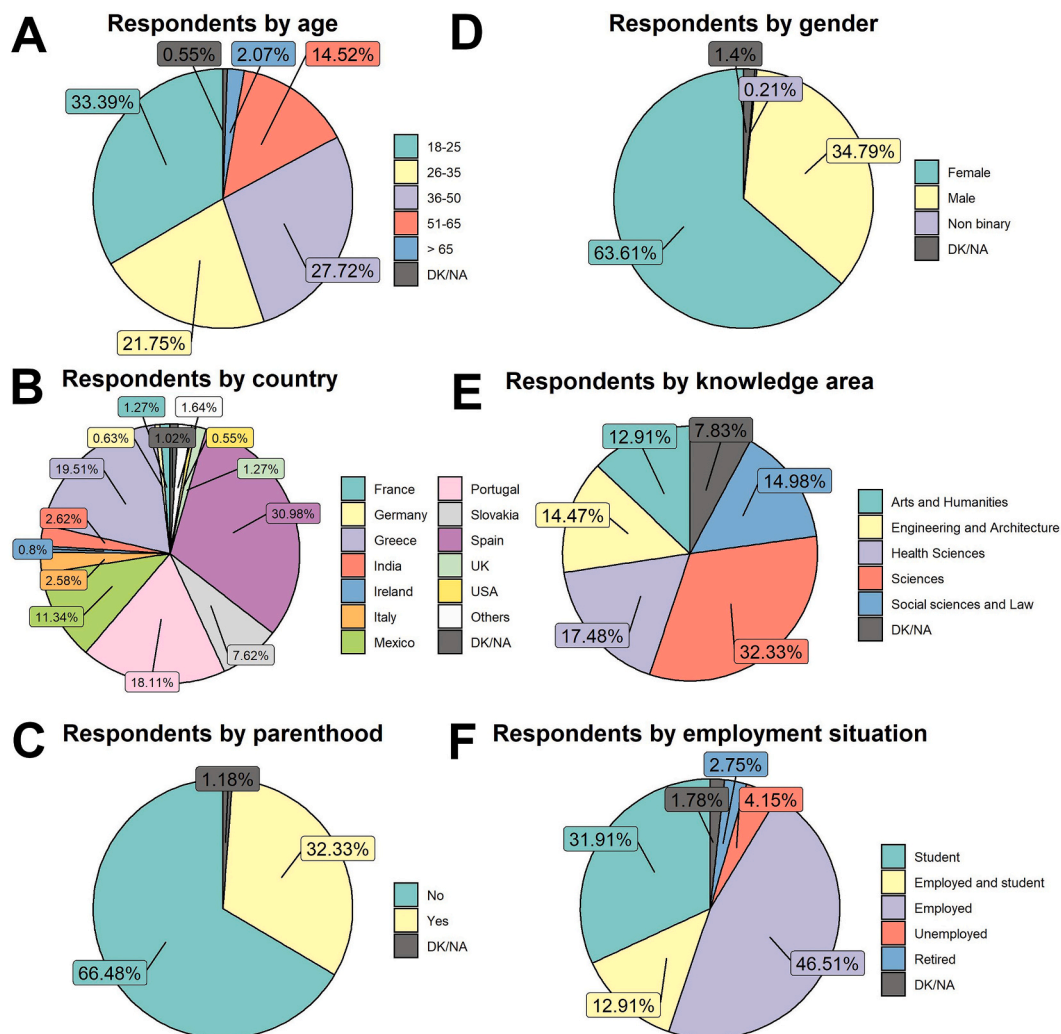 A Respondents by age
0.55%
2.07%
14.52%
33.39%
27.72%
21.75%
18-25
26-35
36-50
51-65
> 65
DK/NA
D Respondents by gender
1.4%
0.21%
34.79%
63.61%
Female
Male
Non binary
DK/NA
B Respondents by country
1.27%
1.64%
0.63%
1.02%
0.55%
19.51%
1.27%
30.98%
2.62%
0.8%
2.58%
11.34%
7.62%
18.11%
France
Germany
Greece
India
Ireland
Italy
Mexico
Portugal
Slovakia
Spain
UK
USA
Others
DK/NA
E Respondents by knowledge area
12.91%
7.83%
14.98%
14.47%
17.48%
32.33%
Arts and Humanities
Engineering and Architecture
Health Sciences
Sciences
Social sciences and Law
DK/NA
C Respondents by parenthood
1.18%
32.33%
66.48%
No
Yes
DK/NA
F Respondents by employment situation
2.75%
1.78%
4.15%
31.91%
46.51%
12.91%
Student
Employed and student
Employed
Unemployed
Retired
DK/NA